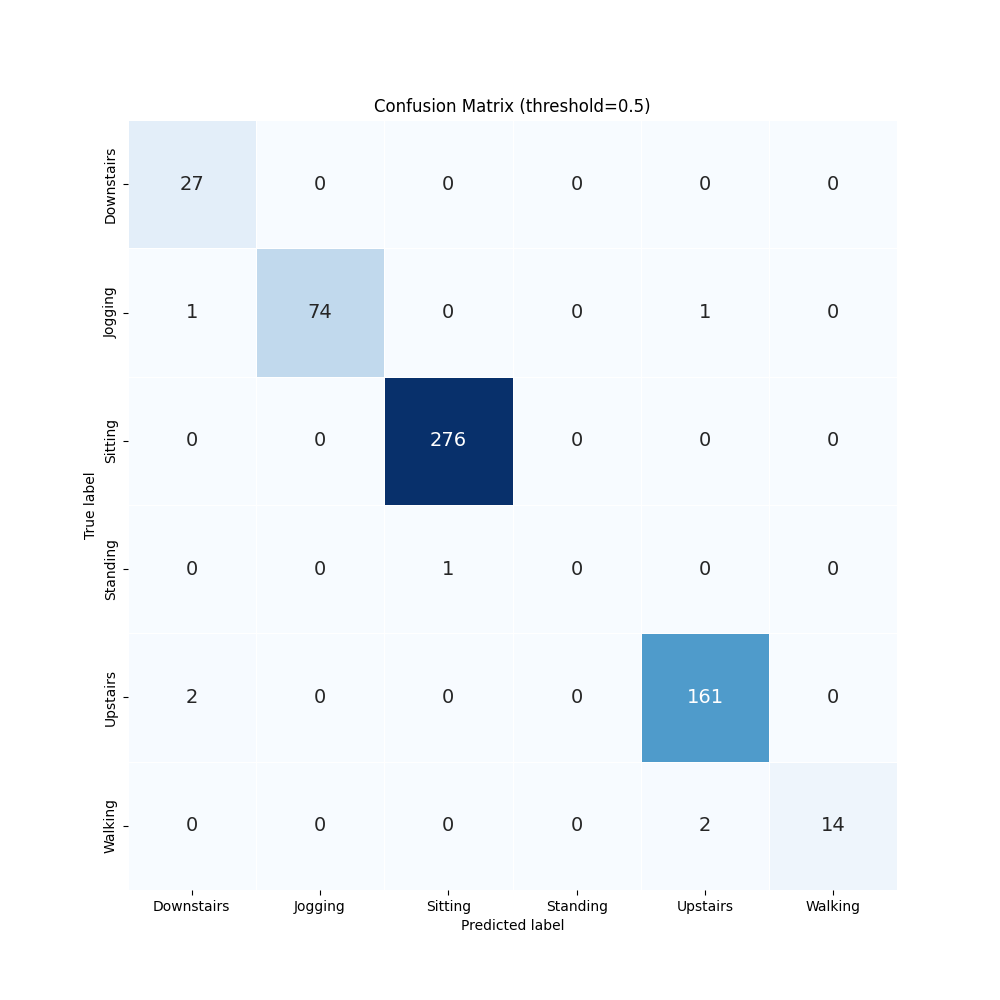 Confusion Matrix (threshold=0.5)
True label
Downstairs 27 0 0 0 0 0
Jogging 1 74 0 0 1 0
Sitting 0 0 276 0 0 0
Standing 0 0 1 0 0 0
Upstairs 2 0 0 0 161 0
Walking 0 0 0 0 2 14
Downstairs Jogging Sitting Standing Upstairs Walking
Predicted label